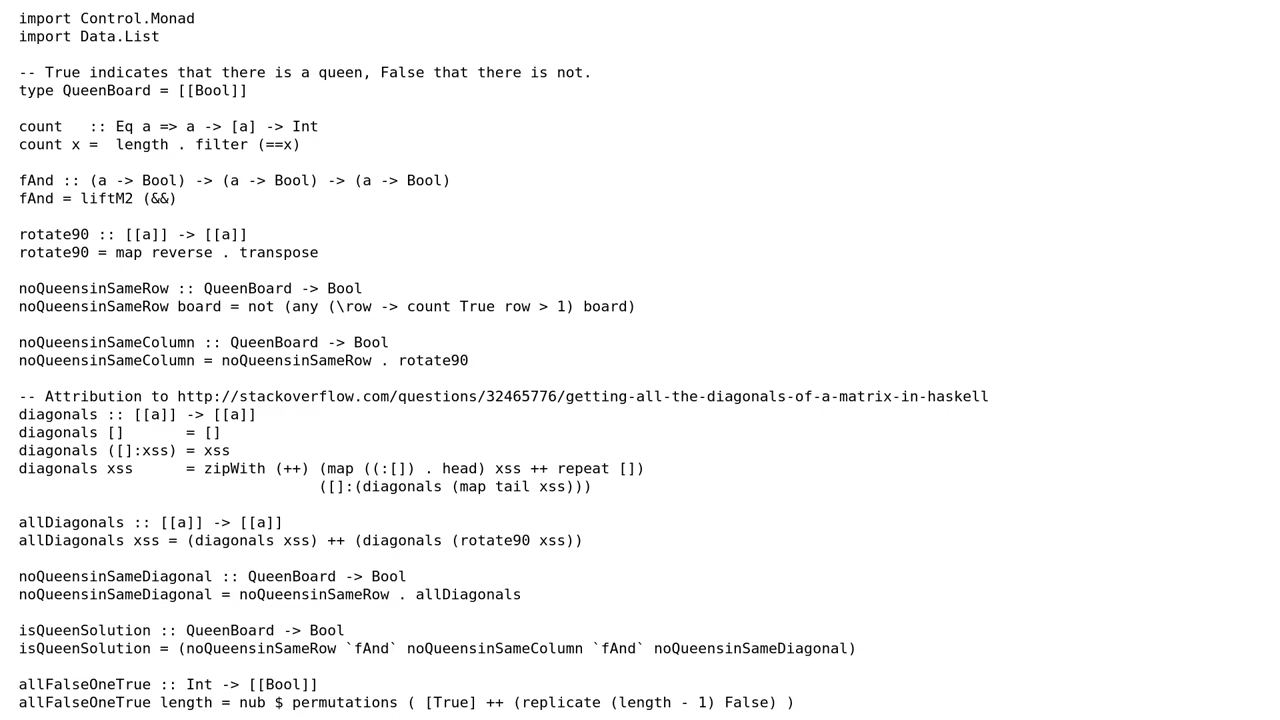 import Control.Monad
import Data.List

-- True indicates that there is a queen, False that there is not.
type QueenBoard = [[Bool]]

count   :: Eq a => a -> [a] -> Int
count x =  length . filter (==x)

fAnd :: (a -> Bool) -> (a -> Bool) -> (a -> Bool)
fAnd = liftM2 (&&)

rotate90 :: [[a]] -> [[a]]
rotate90 = map reverse . transpose

noQueensinSameRow :: QueenBoard -> Bool
noQueensinSameRow board = not (any (\row -> count True row > 1) board)

noQueensinSameColumn :: QueenBoard -> Bool
noQueensinSameColumn = noQueensinSameRow . rotate90

-- Attribution to http://stackoverflow.com/questions/32465776/getting-all-the-diagonals-of-a-matrix-in-haskell
diagonals :: [[a]] -> [[a]]
diagonals []       = []
diagonals ([]:xss) = xss
diagonals xss      = zipWith (++) (map ((:[]) . head) xss ++ repeat [])
                                  ([]:(diagonals (map tail xss)))

allDiagonals :: [[a]] -> [[a]]
allDiagonals xss = (diagonals xss) ++ (diagonals (rotate90 xss))

noQueensinSameDiagonal :: QueenBoard -> Bool
noQueensinSameDiagonal = noQueensinSameRow . allDiagonals

isQueenSolution :: QueenBoard -> Bool
isQueenSolution = (noQueensinSameRow `fAnd` noQueensinSameColumn `fAnd` noQueensinSameDiagonal)

allFalseOneTrue :: Int -> [[Bool]]
allFalseOneTrue length = nub $ permutations ( [True] ++ (replicate (length - 1) False) )